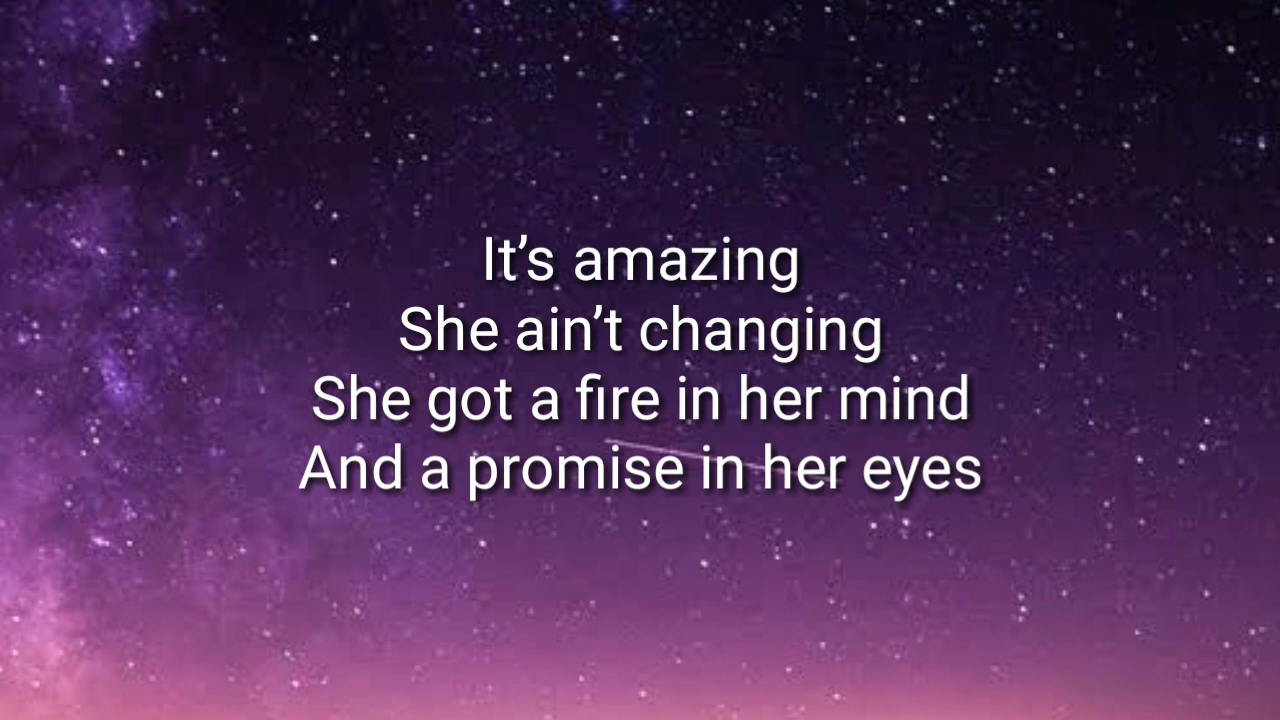 It’s amazing
She ain’t changing
She got a fire in her mind
And a promise in her eyes